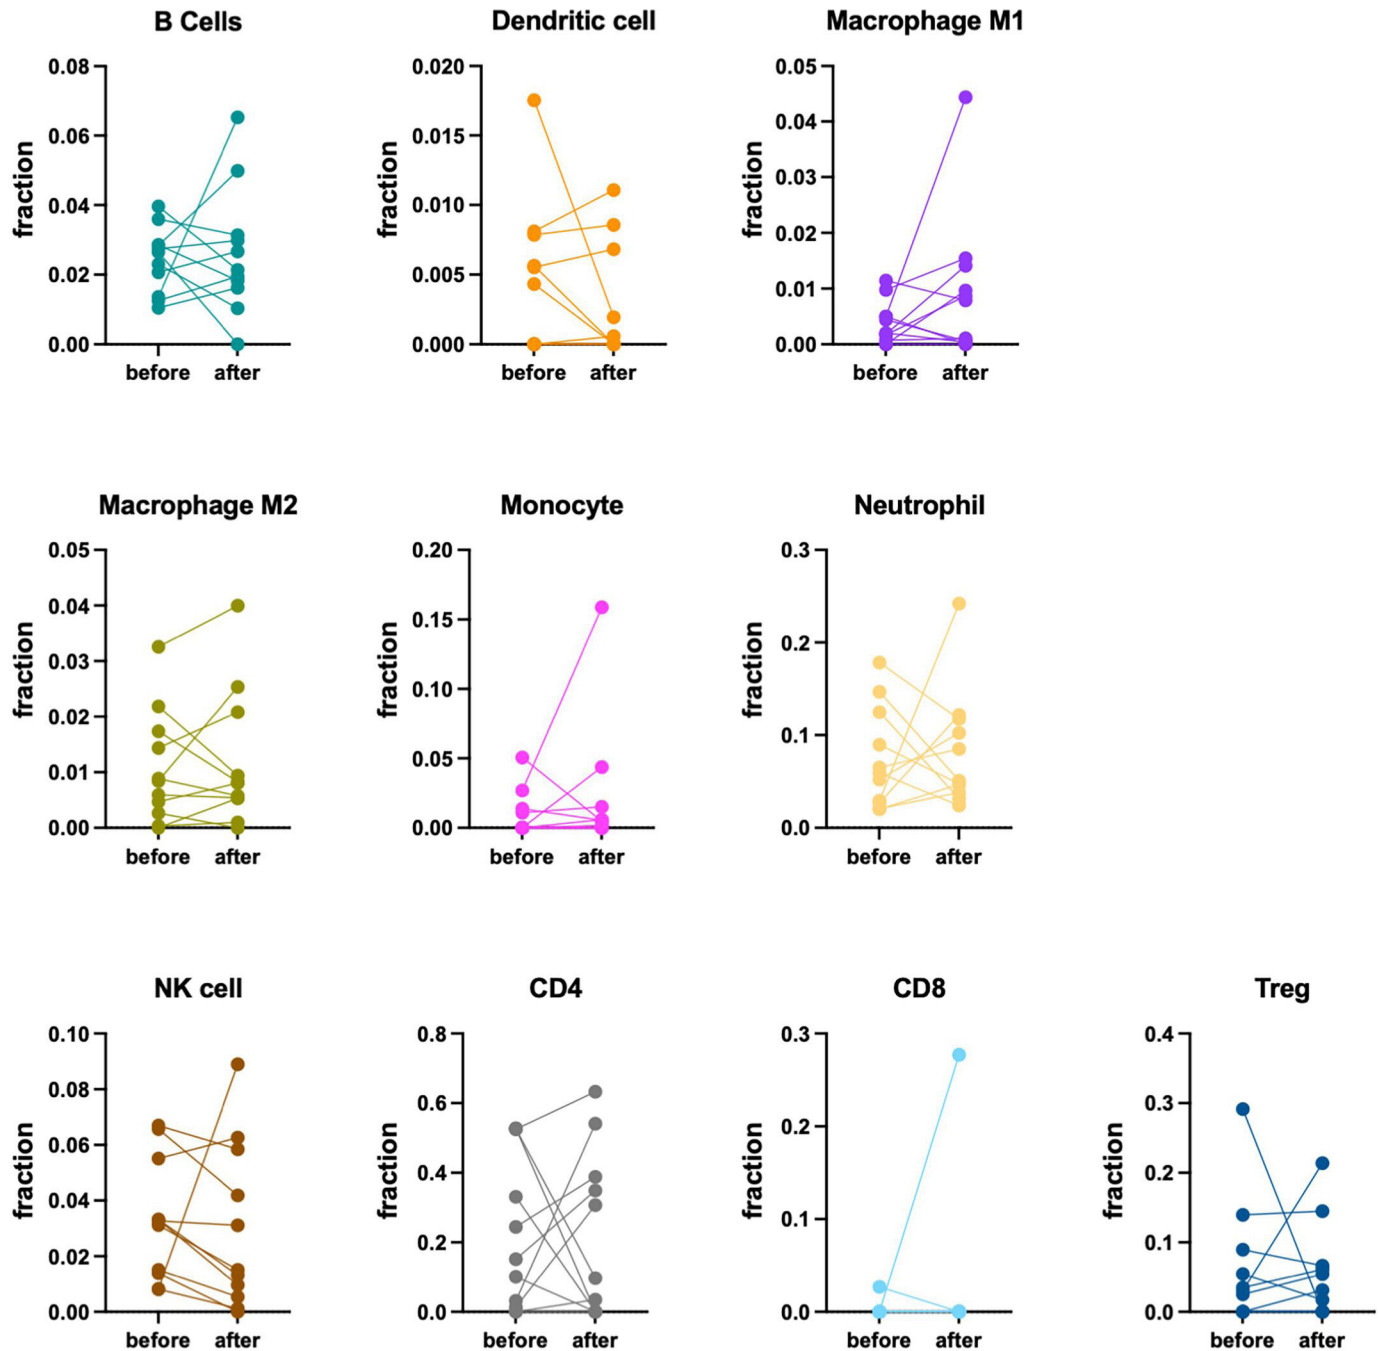 B Cells
Dendritic cell
Macrophage M1
0.08
0.06
0.04
0.02
0.00
fraction
before after
0.020
0.015
0.010
0.005
0.000
fraction
before after
0.05
0.04
0.03
0.02
0.01
0.00
fraction
before after
Macrophage M2
Monocyte
Neutrophil
0.05
0.04
0.03
0.02
0.01
0.00
fraction
before after
0.20
0.15
0.10
0.05
0.00
fraction
before after
0.3
0.2
0.1
0.0
fraction
before after
NK cell
CD4
CD8
Treg
0.10
0.08
0.06
0.04
0.02
0.00
fraction
before after
0.8
0.6
0.4
0.2
0.0
fraction
before after
0.3
0.2
0.1
0.0
fraction
before after
0.4
0.3
0.2
0.1
0.0
fraction
before after